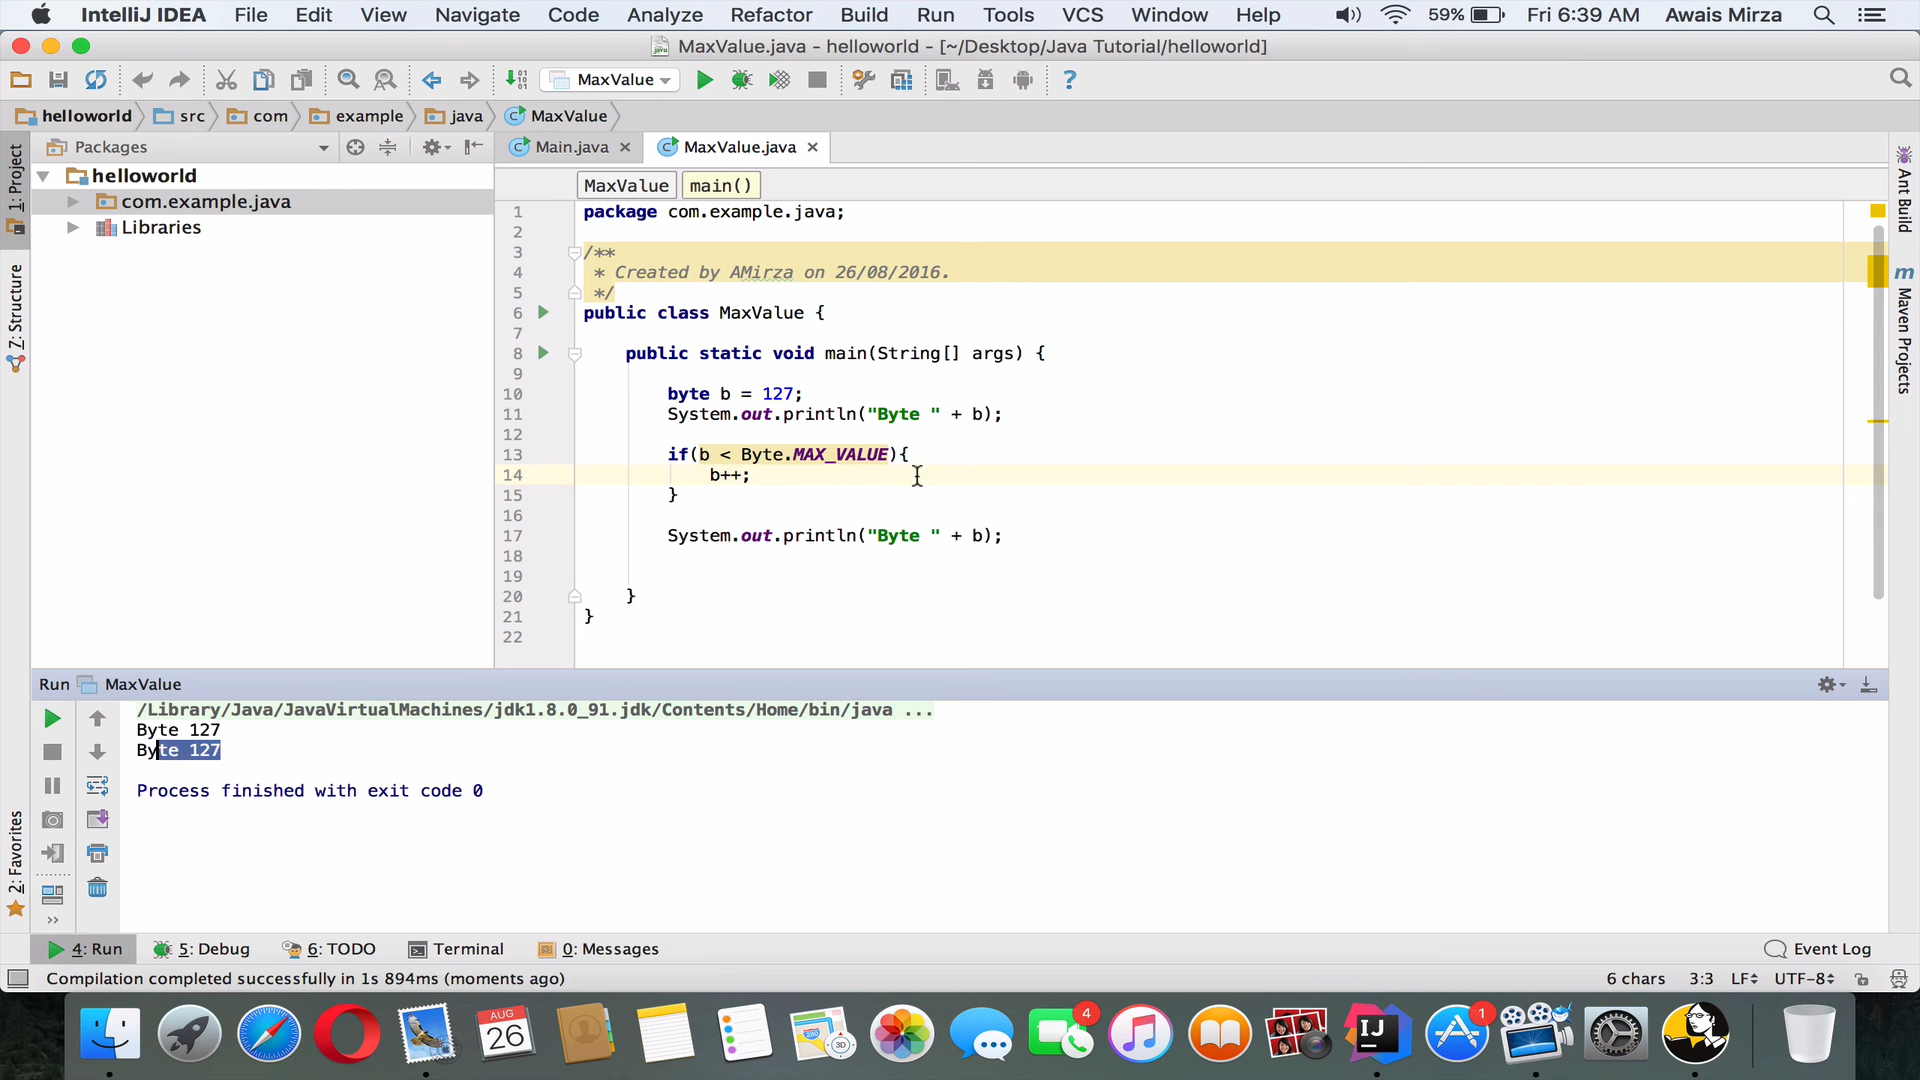 IntelliJ IDEA File Edit View Navigate Code Analyze Refactor Build Run Tools VCS Window Help 59% Fri 6:39 AM Awais Mirza
MaxValue.java - helloworld - [~/Desktop/Java Tutorial/helloworld]
MaxValue
helloworld src com example java MaxValue
Packages
Main.java MaxValue.java
1: Project
7: Structure
2: Favorites
helloworld
com.example.java
Libraries
MaxValue main()
1 package com.example.java;
2
3 /**
4 * Created by AMirza on 26/08/2016.
5 */
6 public class MaxValue {
7
8 public static void main(String[] args) {
9
10 byte b = 127;
11 System.out.println("Byte " + b);
12
13 if(b < Byte.MAX_VALUE){
14 b++;
15 }
16
17 System.out.println("Byte " + b);
18
19
20 }
21 }
22
Ant Build
m Maven Projects
Run MaxValue
/Library/Java/JavaVirtualMachines/jdk1.8.0_91.jdk/Contents/Home/bin/java ...
Byte 127
Byte 127
Process finished with exit code 0
4: Run 5: Debug 6: TODO Terminal 0: Messages Event Log
Compilation completed successfully in 1s 894ms (moments ago) 6 chars 3:3 LF UTF-8
AUG
26
3D
4
IJ
1